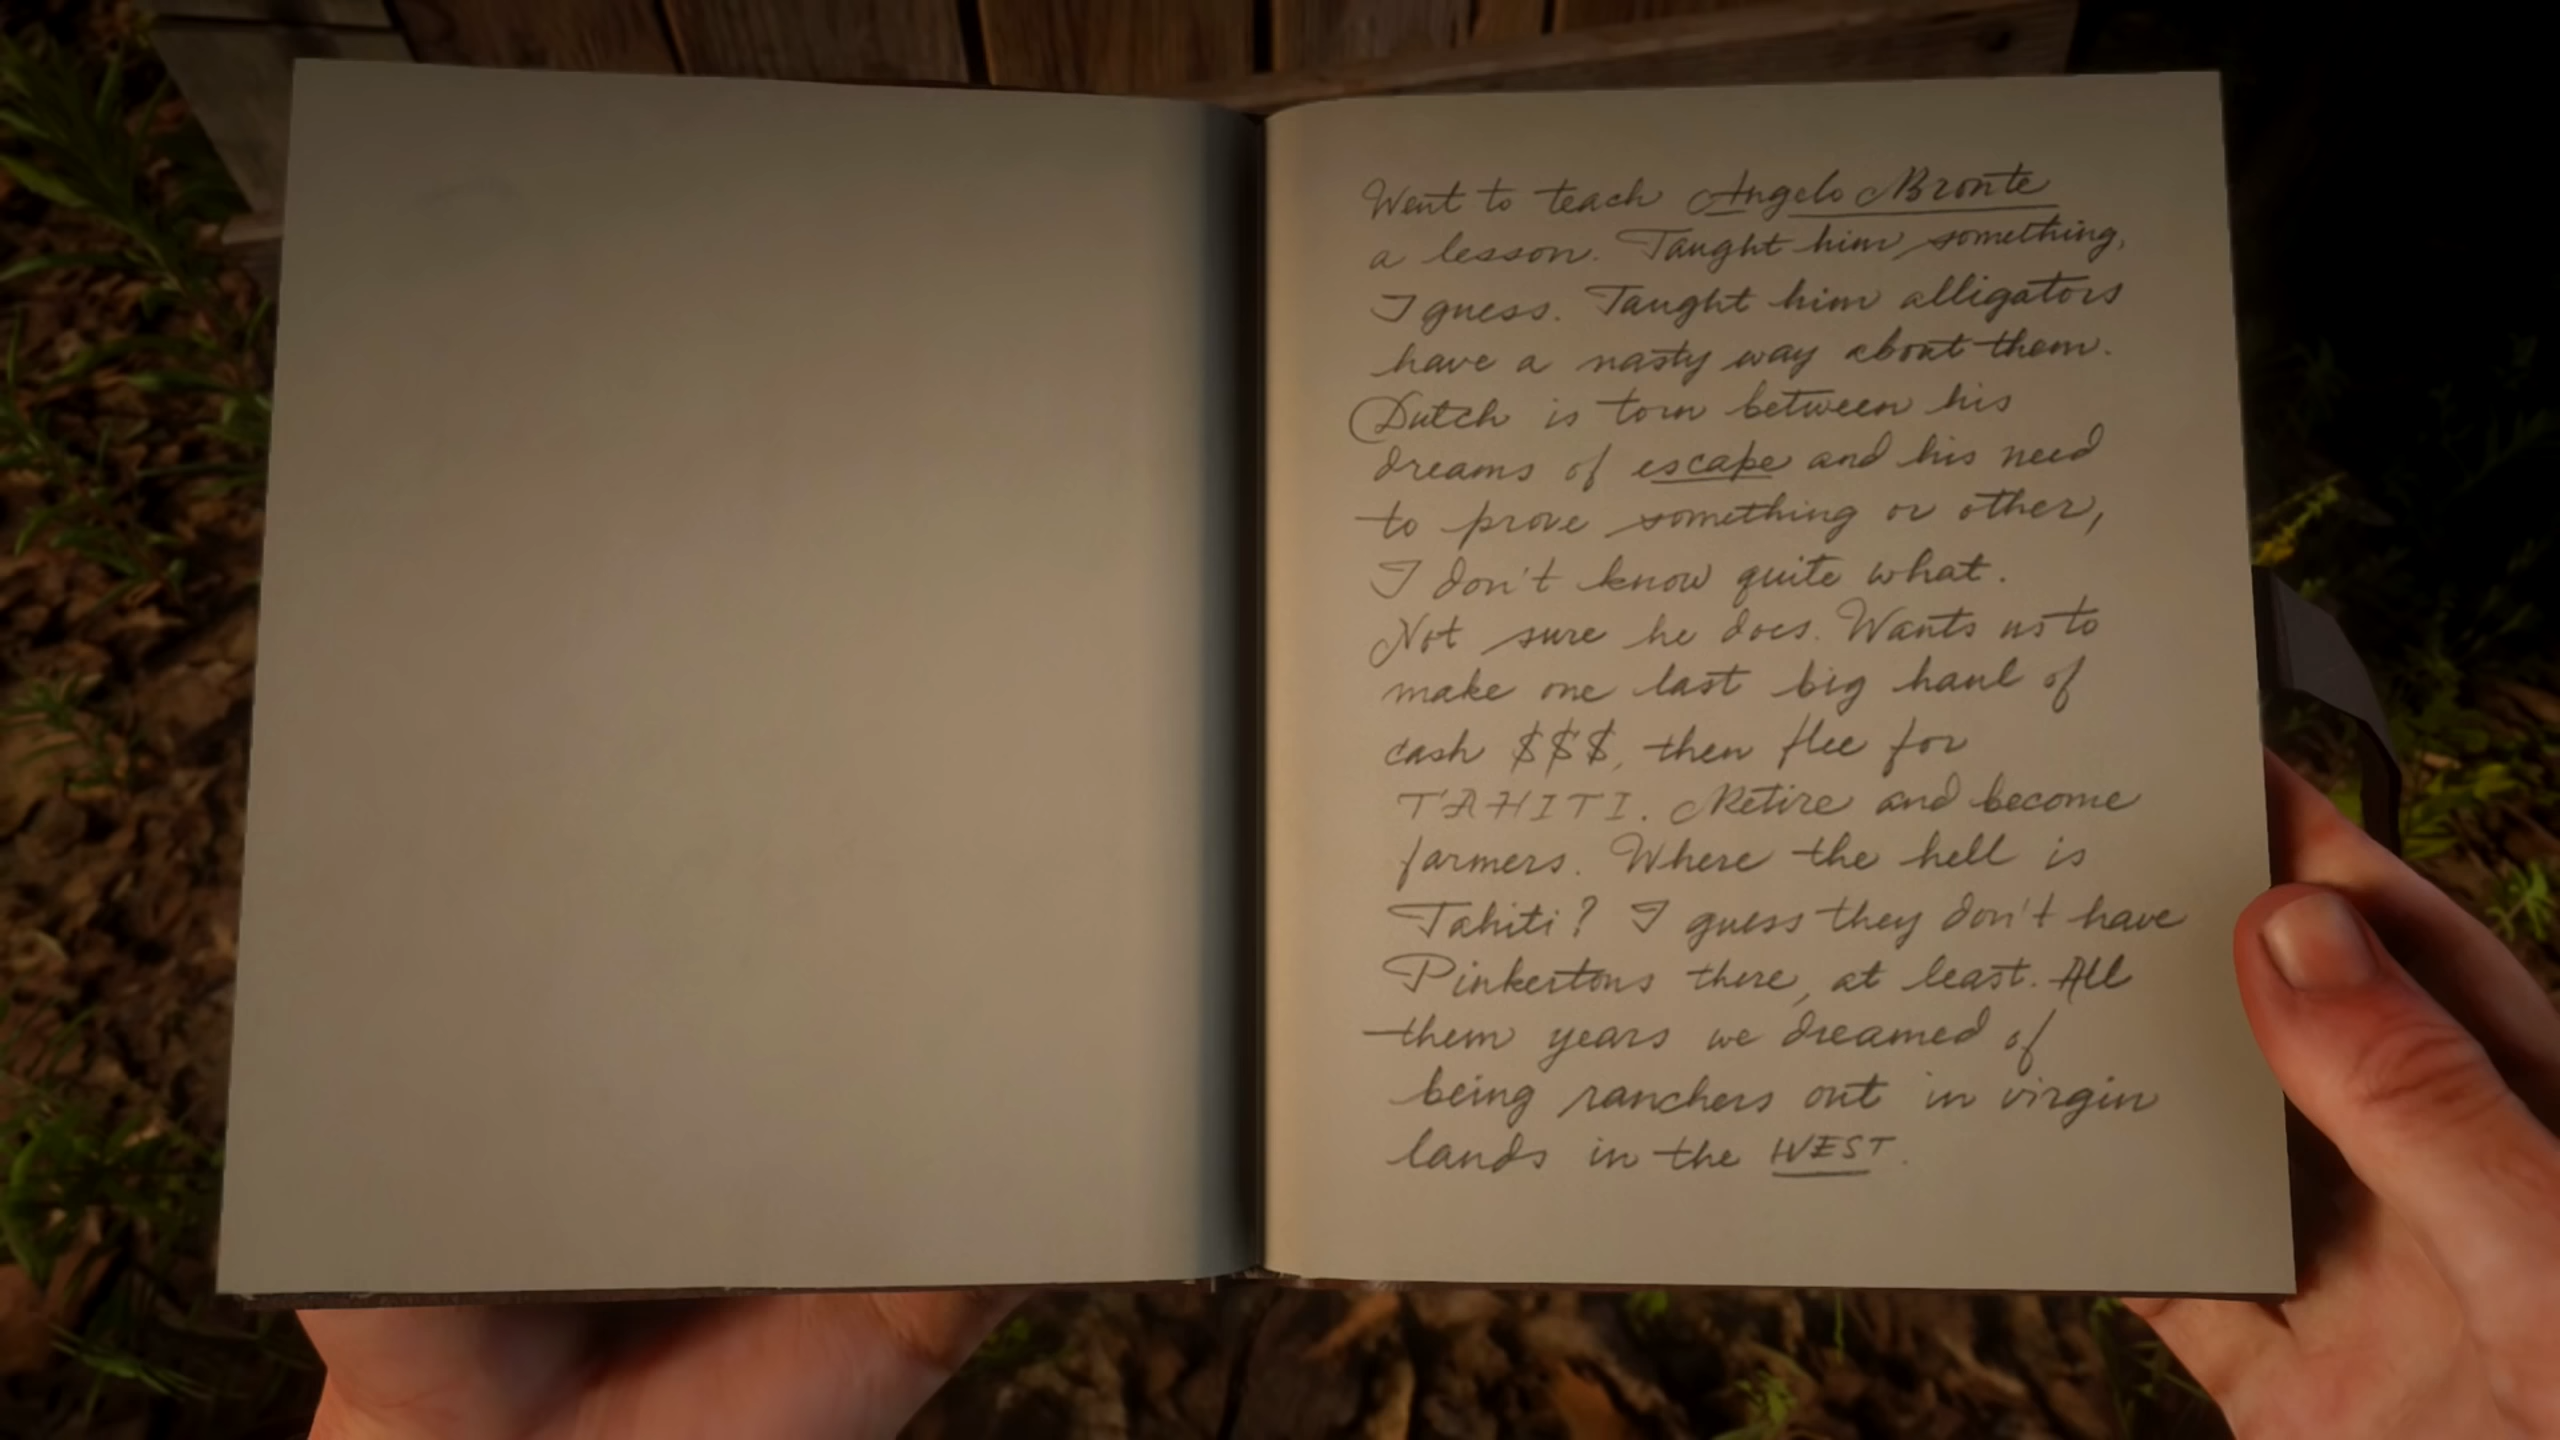 Went to teach Angelo Bronte
a lesson. Taught him something,
I guess. Taught him alligators
have a nasty way about them.
Dutch is torn between his
dreams of escape and his need
to prove something or other,
I don't know quite what.
Not sure he does. Wants us to
make one last big haul of
cash $$$, then flee for
TAHITI. Retire and become
farmers. Where the hell is
Tahiti? I guess they don't have
Pinkertons there, at least. All
them years we dreamed of
being ranchers out in virgin
lands in the WEST.